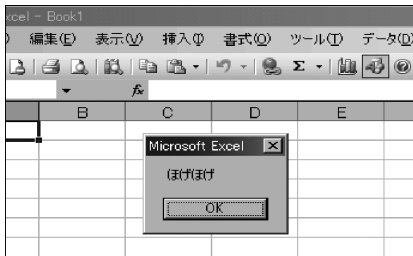 xcel - Book1
) 編集(E) 表示(V) 挿入(I) 書式(O) ツール(T) データ(D)
Σ
fx
B C D E
Microsoft Excel
ほげほげ
OK